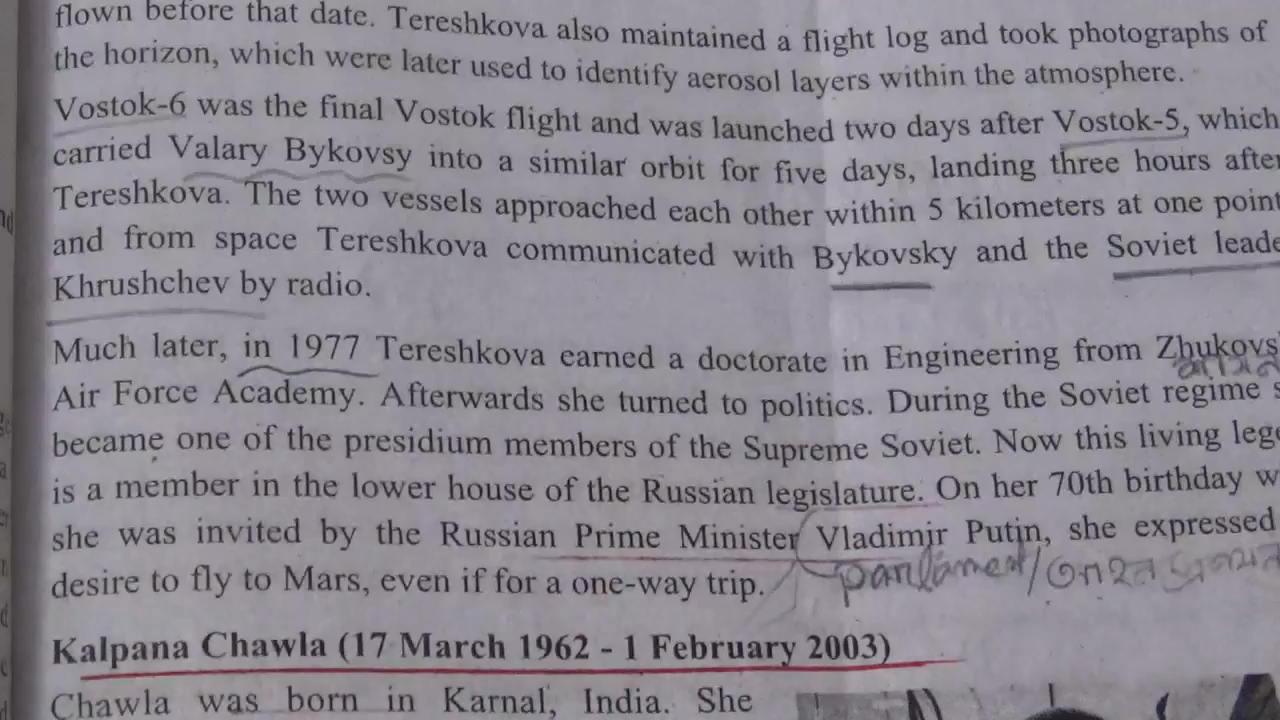 flown before that date. Tereshkova also maintained a flight log and took photographs of
the horizon, which were later used to identify aerosol layers within the atmosphere.
Vostok-6 was the final Vostok flight and was launched two days after Vostok-5, which
carried Valary Bykovsy into a similar orbit for five days, landing three hours after
Tereshkova. The two vessels approached each other within 5 kilometers at one point
and from space Tereshkova communicated with Bykovsky and the Soviet leade
Khrushchev by radio.
Much later, in 1977 Tereshkova earned a doctorate in Engineering from Zhukovs
Air Force Academy. Afterwards she turned to politics. During the Soviet regime s
became one of the presidium members of the Supreme Soviet. Now this living lege
is a member in the lower house of the Russian legislature. On her 70th birthday w
she was invited by the Russian Prime Minister Vladimir Putin, she expressed
desire to fly to Mars, even if for a one-way trip.
parlament/
Kalpana Chawla (17 March 1962 - 1 February 2003)
Chawla was born in Karnal, India. She